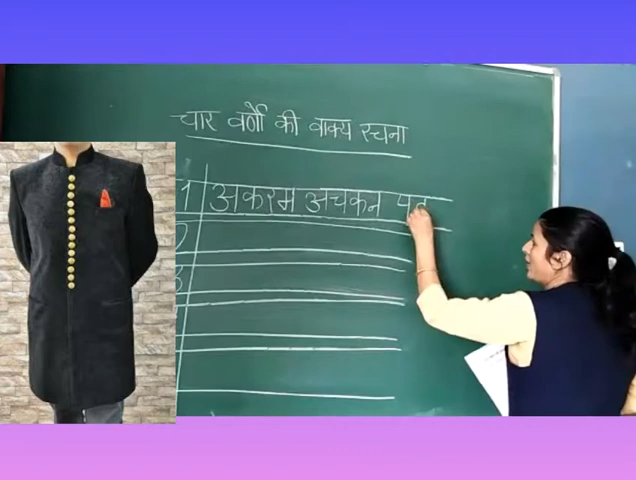 चार वर्णों की वाक्य रचना
1 अकरम अचकन
2
3